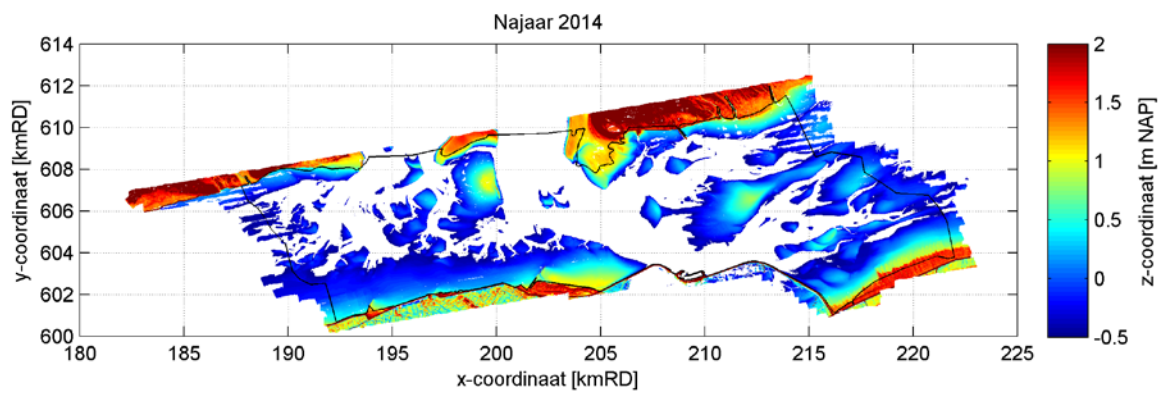 Najaar 2014
614
612
610
608
606
604
602
600
y-coordinaat [kmRD]
180 185 190 195 200 205 210 215 220 225
x-coordinaat [kmRD]
2
1.5
1
0.5
0
-0.5
z-coordinaat [m NAP]